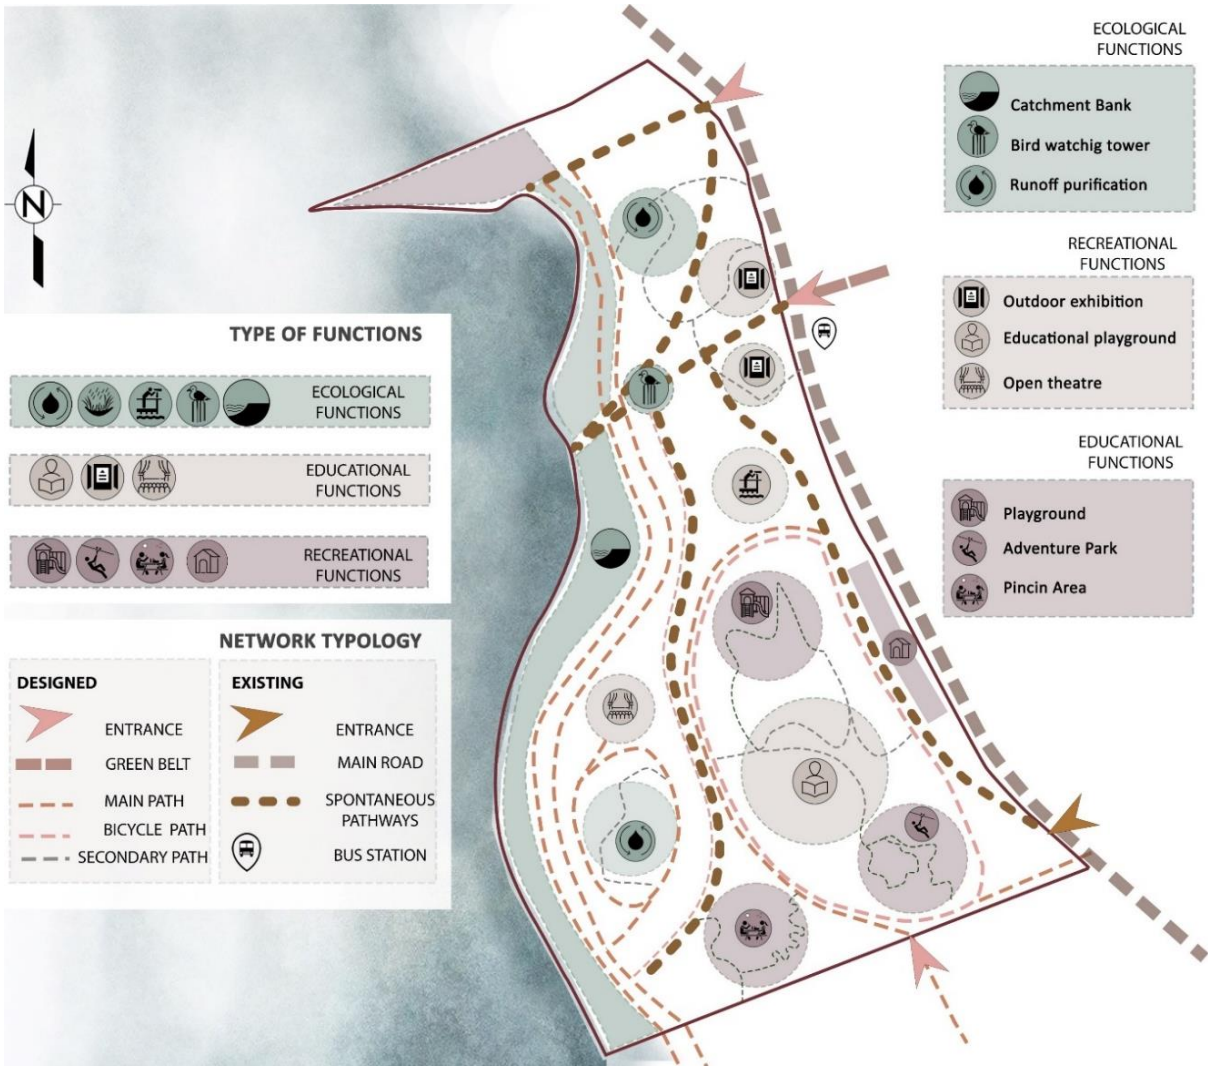 ECOLOGICAL
FUNCTIONS
Catchment Bank
Bird watchig tower
Runoff purification
RECREATIONAL
FUNCTIONS
Outdoor exhibition
Educational playground
Open theatre
EDUCATIONAL
FUNCTIONS
Playground
Adventure Park
Pincin Area
N
TYPE OF FUNCTIONS
ECOLOGICAL
FUNCTIONS
EDUCATIONAL
FUNCTIONS
RECREATIONAL
FUNCTIONS
NETWORK TYPOLOGY
DESIGNED
ENTRANCE
GREEN BELT
MAIN PATH
BICYCLE PATH
SECONDARY PATH
EXISTING
ENTRANCE
MAIN ROAD
SPONTANEOUS
PATHWAYS
BUS STATION